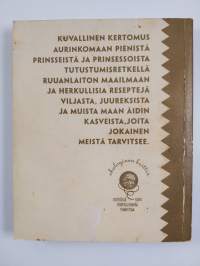 KUVALLINEN KERTOMUS
AURINKOMAAN PIENISTÄ
PRINSSEISTÄ JA PRINSESSOISTA
TUTUSTUMISRETKELLÄ
RUUANLAITON MAAILMAAN
JA HERKULLISIA RESEPTEJÄ
VILJASTA, JUUREKSISTA
JA MUISTA MAAN ÄIDIN
KASVEISTA,JOITA
JOKAINEN
MEISTÄ TARVITSEE.